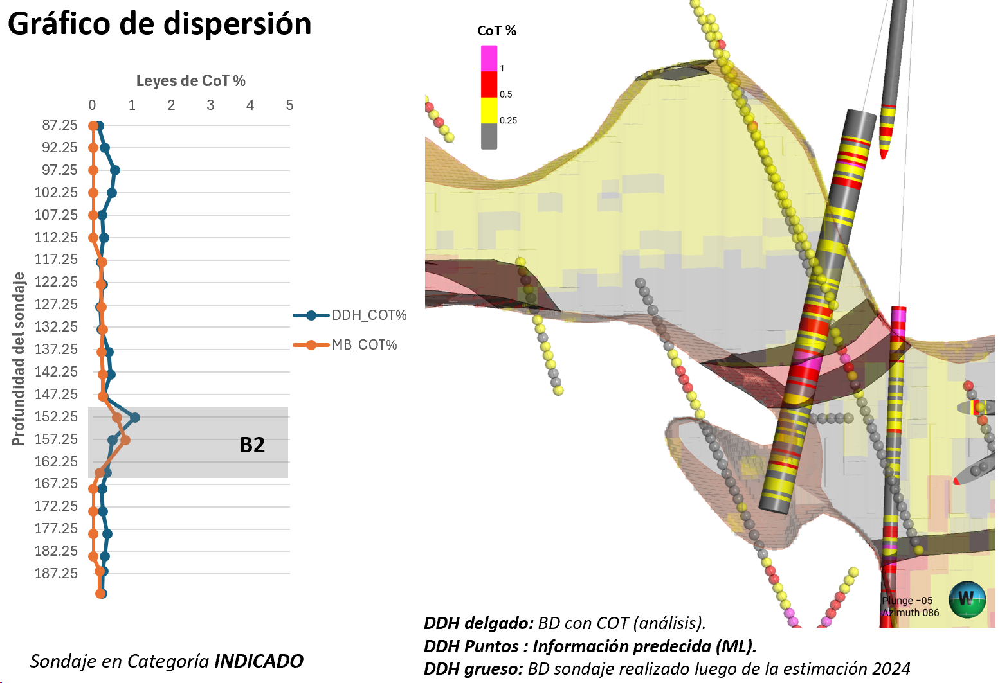 Gráfico de dispersión
Leyes de CoT %
0 1 2 3 4 5
87.25
92.25
97.25
102.25
107.25
112.25
117.25
122.25
127.25
132.25
137.25
142.25
147.25
152.25
157.25
162.25
167.25
172.25
177.25
182.25
187.25
Profundidad del sondaje
DDH_COT%
MB_COT%
B2
Sondaje en Categoría INDICADO
CoT %
1
0.5
0.25
Plunge −05
Azimuth 086
W
DDH delgado: BD con COT (análisis).
DDH Puntos : Información predecida (ML).
DDH grueso: BD sondaje realizado luego de la estimación 2024